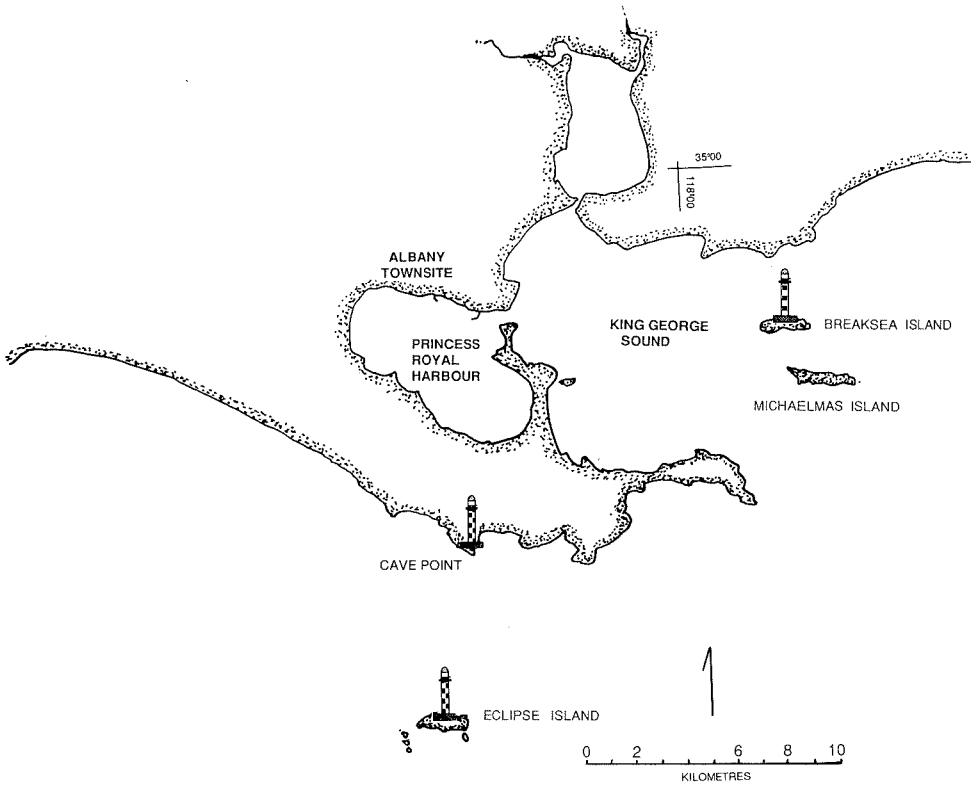 35°00
118°00
ALBANY
TOWNSITE
KING GEORGE
SOUND
BREAKSEA ISLAND
PRINCESS
ROYAL
HARBOUR
MICHAELMAS ISLAND
CAVE POINT
ECLIPSE ISLAND
0 2 4 6 8 10
KILOMETRES